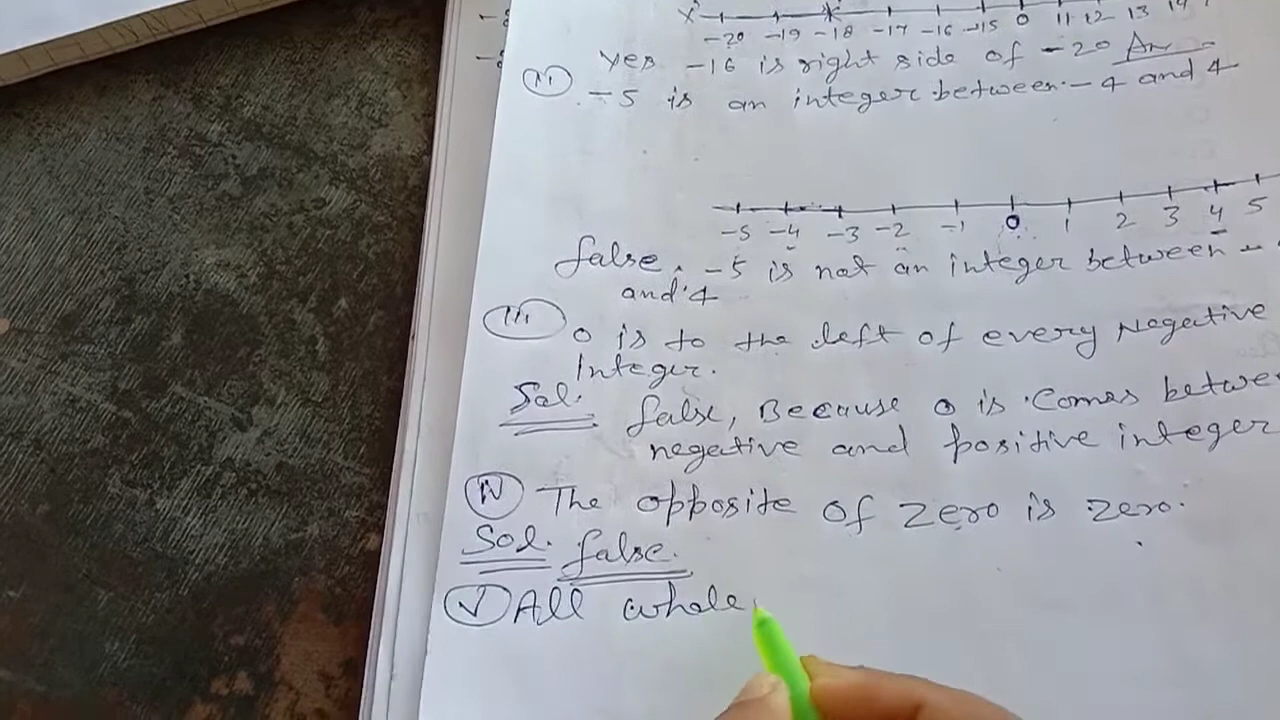 -20 -19 -18 -17 -16 -15 0 11 12 13 14
Yes -16 is right side of -20 An
(ii) -5 is an integer between -4 and 4
-5 -4 -3 -2 -1 0 1 2 3 4 5
false. -5 is not an integer between -
and 4
(iii) 0 is to the left of every Negative
Integer.
Sol. false, Because 0 is comes betwee
negative and positive integer
(iv) The opposite of zero is zero.
Sol. false.
(v) All whole